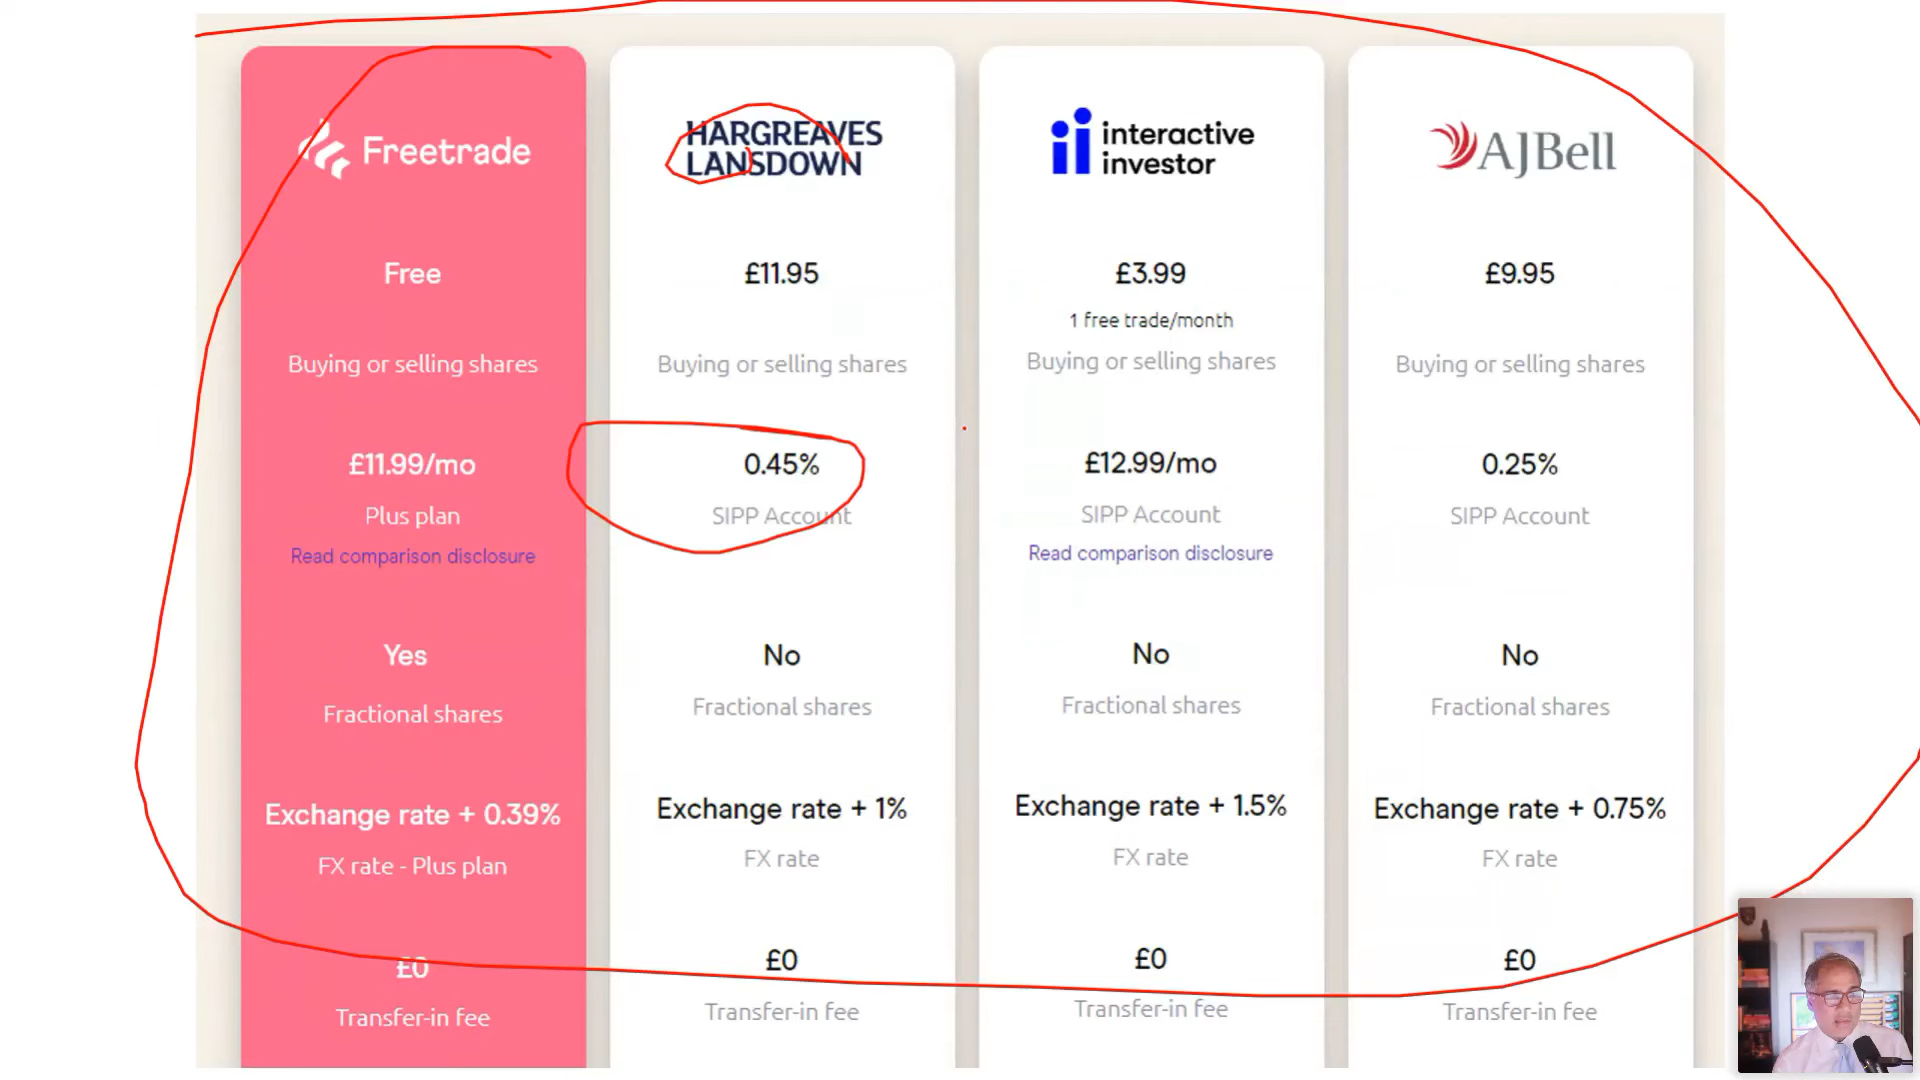 Freetrade
Free
Buying or selling shares
£11.99/mo
Plus plan
Read comparison disclosure
Yes
Fractional shares
Exchange rate + 0.39%
FX rate - Plus plan
£0
Transfer-in fee
HARGREAVES
LANSDOWN
£11.95
Buying or selling shares
0.45%
SIPP Account
No
Fractional shares
Exchange rate + 1%
FX rate
£0
Transfer-in fee
interactive
investor
£3.99
1 free trade/month
Buying or selling shares
£12.99/mo
SIPP Account
Read comparison disclosure
No
Fractional shares
Exchange rate + 1.5%
FX rate
£0
Transfer-in fee
AJBell
£9.95
Buying or selling shares
0.25%
SIPP Account
No
Fractional shares
Exchange rate + 0.75%
FX rate
£0
Transfer-in fee